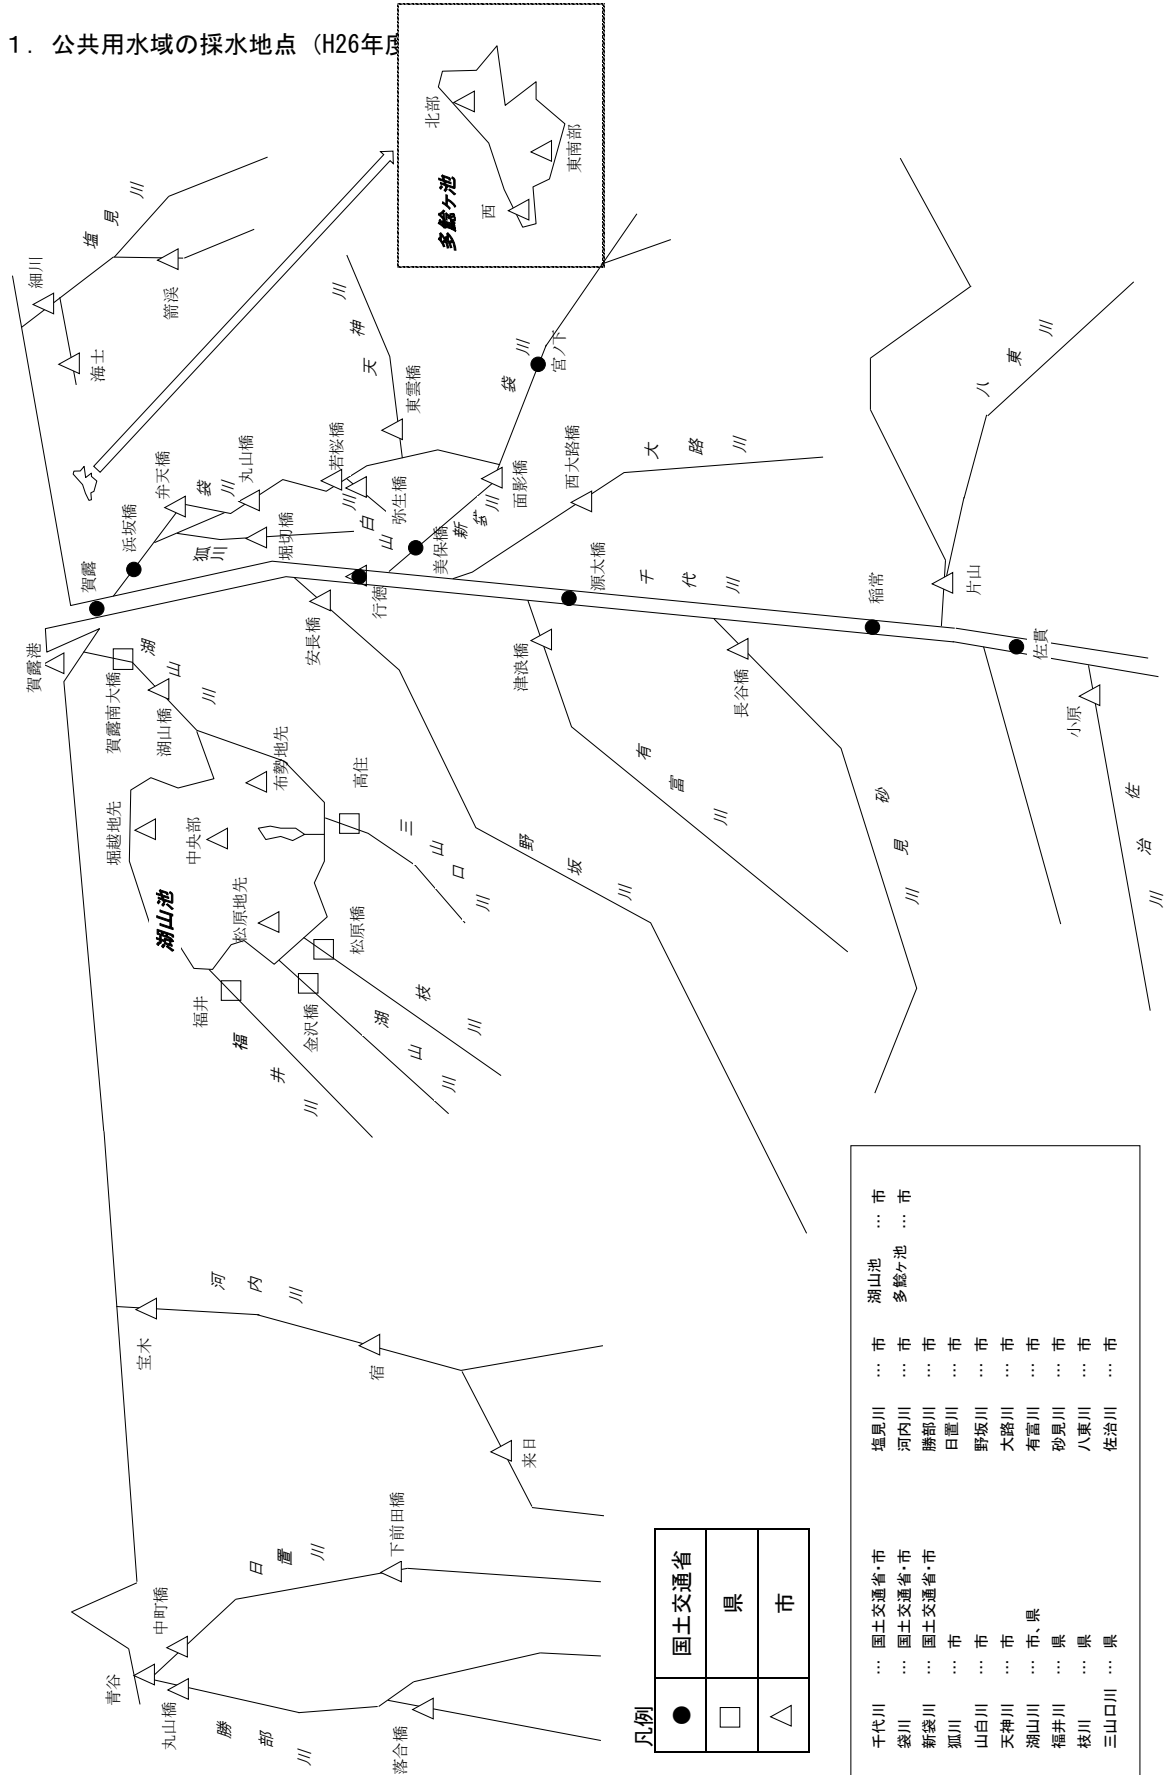 1. 公共用水域の採水地点（H26年度
北部
多鯰ヶ池
西
東南部
塩見川
細川
箭渓
海士
天神川
東雲橋
袋川
宮ノ下
若桜橋
丸山橋
弁天橋
袋川
浜坂橋
賀露
狐川
堀切橋
山白川
弥生橋
面影橋
新袋川
美保橋
西大路橋
大路川
八東川
行徳
源太橋
千代川
稲常
片山
佐貫
賀露港
賀露南大橋
湖山川
湖山橋
安長橋
津浪橋
長谷橋
小原
布勢地先
高住
堀越地先
中央部
三山口川
野坂川
有富川
砂見川
佐治川
湖山池
松原地先
松原橋
福井
金沢橋
福井川
湖山川
枝川
河内川
宝木
宿
来日
日置川
下前田橋
中町橋
青谷
丸山橋
勝部川
落合橋
凡例
● 国土交通省
□ 県
△ 市
千代川 … 国土交通省・市
袋川 … 国土交通省・市
新袋川 … 国土交通省・市
狐川 … 市
山白川 … 市
天神川 … 市
湖山川 … 市、県
福井川 … 県
枝川 … 県
三山口川 … 県
塩見川 … 市
河内川 … 市
勝部川 … 市
日置川 … 市
野坂川 … 市
大路川 … 市
有富川 … 市
砂見川 … 市
八東川 … 市
佐治川 … 市
湖山池 … 市
多鯰ヶ池 … 市